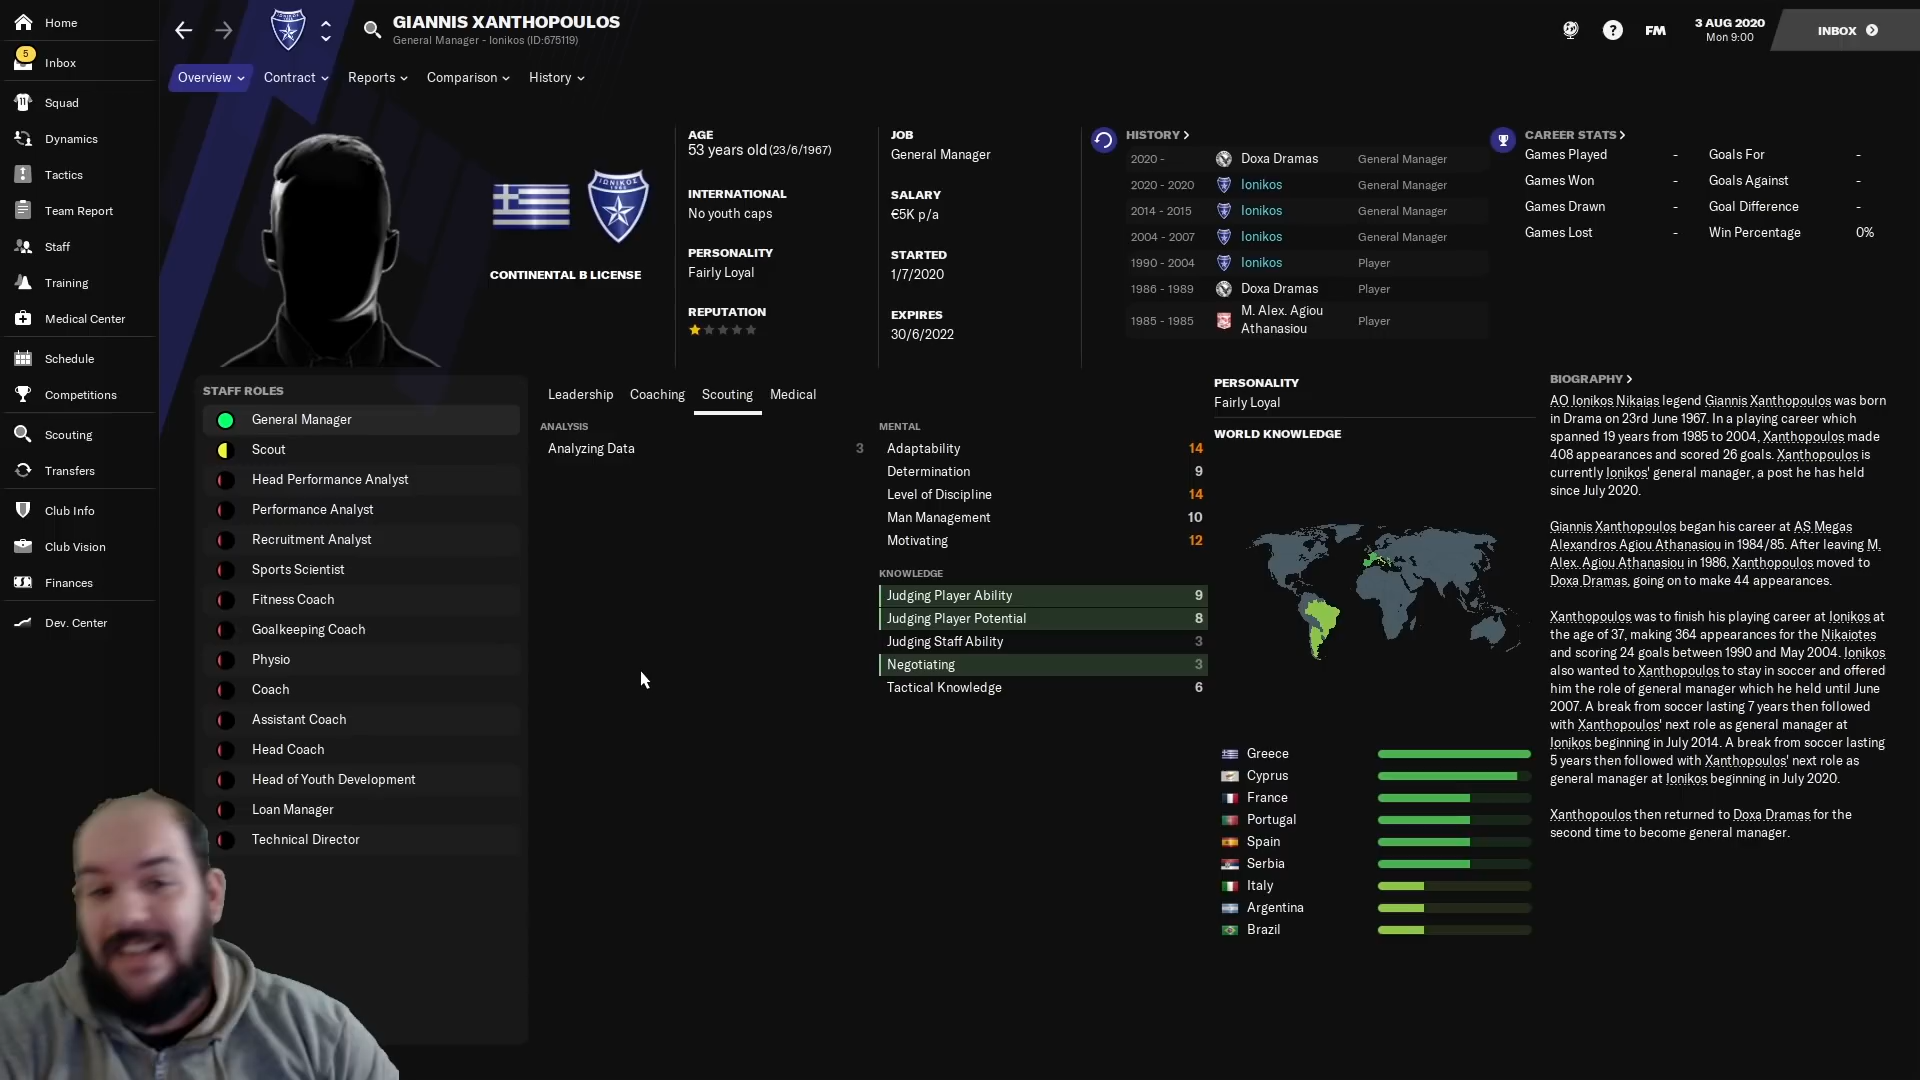 Home
5
Inbox
Squad
Dynamics
Tactics
Team Report
Staff
Training
Medical Center
Schedule
Competitions
Scouting
Transfers
Club Info
Club Vision
Finances
Dev. Center
GIANNIS XANTHOPOULOS
General Manager - Ionikos (ID:675119)
FM
3 AUG 2020
Mon 9:00
INBOX
Overview
Contract
Reports
Comparison
History
CONTINENTAL B LICENSE
AGE
53 years old (23/6/1967)
INTERNATIONAL
No youth caps
PERSONALITY
Fairly Loyal
REPUTATION
JOB
General Manager
SALARY
€5K p/a
STARTED
1/7/2020
EXPIRES
30/6/2022
HISTORY >
2020 - Doxa Dramas General Manager
2020 - 2020 Ionikos General Manager
2014 - 2015 Ionikos General Manager
2004 - 2007 Ionikos General Manager
1990 - 2004 Ionikos Player
1986 - 1989 Doxa Dramas Player
1985 - 1985 M. Alex. Agiou Athanasiou Player
CAREER STATS >
Games Played - Goals For -
Games Won - Goals Against -
Games Drawn - Goal Difference -
Games Lost - Win Percentage 0%
STAFF ROLES
General Manager
Scout
Head Performance Analyst
Performance Analyst
Recruitment Analyst
Sports Scientist
Fitness Coach
Goalkeeping Coach
Physio
Coach
Assistant Coach
Head Coach
Head of Youth Development
Loan Manager
Technical Director
Leadership Coaching Scouting Medical
ANALYSIS
Analyzing Data 3
MENTAL
Adaptability 14
Determination 9
Level of Discipline 14
Man Management 10
Motivating 12
KNOWLEDGE
Judging Player Ability 9
Judging Player Potential 8
Judging Staff Ability 3
Negotiating 3
Tactical Knowledge 6
PERSONALITY
Fairly Loyal
WORLD KNOWLEDGE
Greece
Cyprus
France
Portugal
Spain
Serbia
Italy
Argentina
Brazil
BIOGRAPHY >
AO Ionikos Nikaias legend Giannis Xanthopoulos was born
in Drama on 23rd June 1967. In a playing career which
spanned 19 years from 1985 to 2004, Xanthopoulos made
408 appearances and scored 26 goals. Xanthopoulos is
currently Ionikos' general manager, a post he has held
since July 2020.
Giannis Xanthopoulos began his career at AS Megas
Alexandros Agiou Athanasiou in 1984/85. After leaving M.
Alex. Agiou Athanasiou in 1986, Xanthopoulos moved to
Doxa Dramas, going on to make 44 appearances.
Xanthopoulos was to finish his playing career at Ionikos at
the age of 37, making 364 appearances for the Nikaiotes
and scoring 24 goals between 1990 and May 2004. Ionikos
also wanted to Xanthopoulos to stay in soccer and offered
him the role of general manager which he held until June
2007. A break from soccer lasting 7 years then followed
with Xanthopoulos' next role as general manager at
Ionikos beginning in July 2014. A break from soccer lasting
5 years then followed with Xanthopoulos' next role as
general manager at Ionikos beginning in July 2020.
Xanthopoulos then returned to Doxa Dramas for the
second time to become general manager.